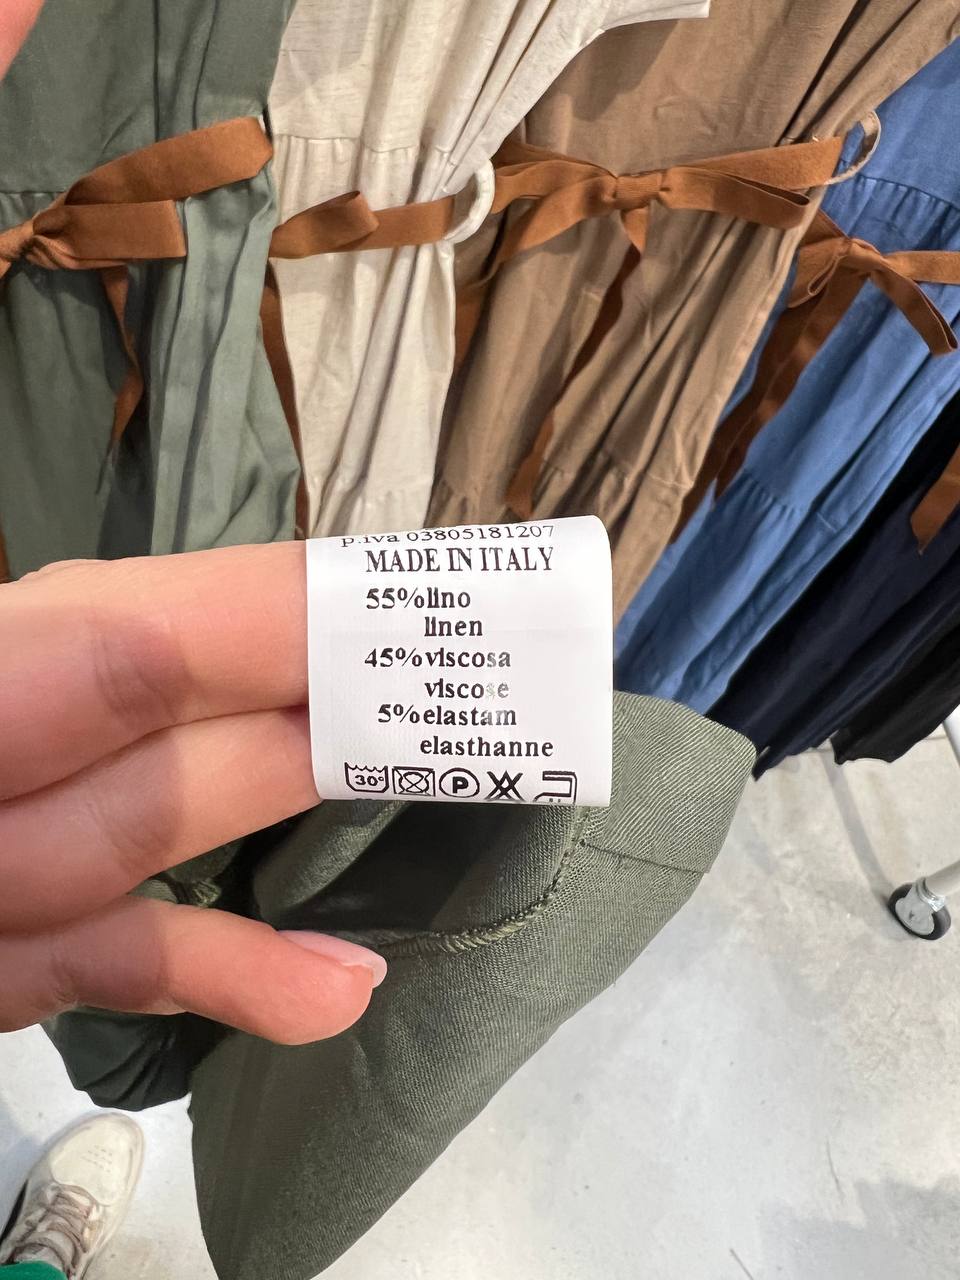 p.iva 03805181207
MADE IN ITALY
55%lino
linen
45%viscosa
viscose
5%elastam
elasthanne
30°
P